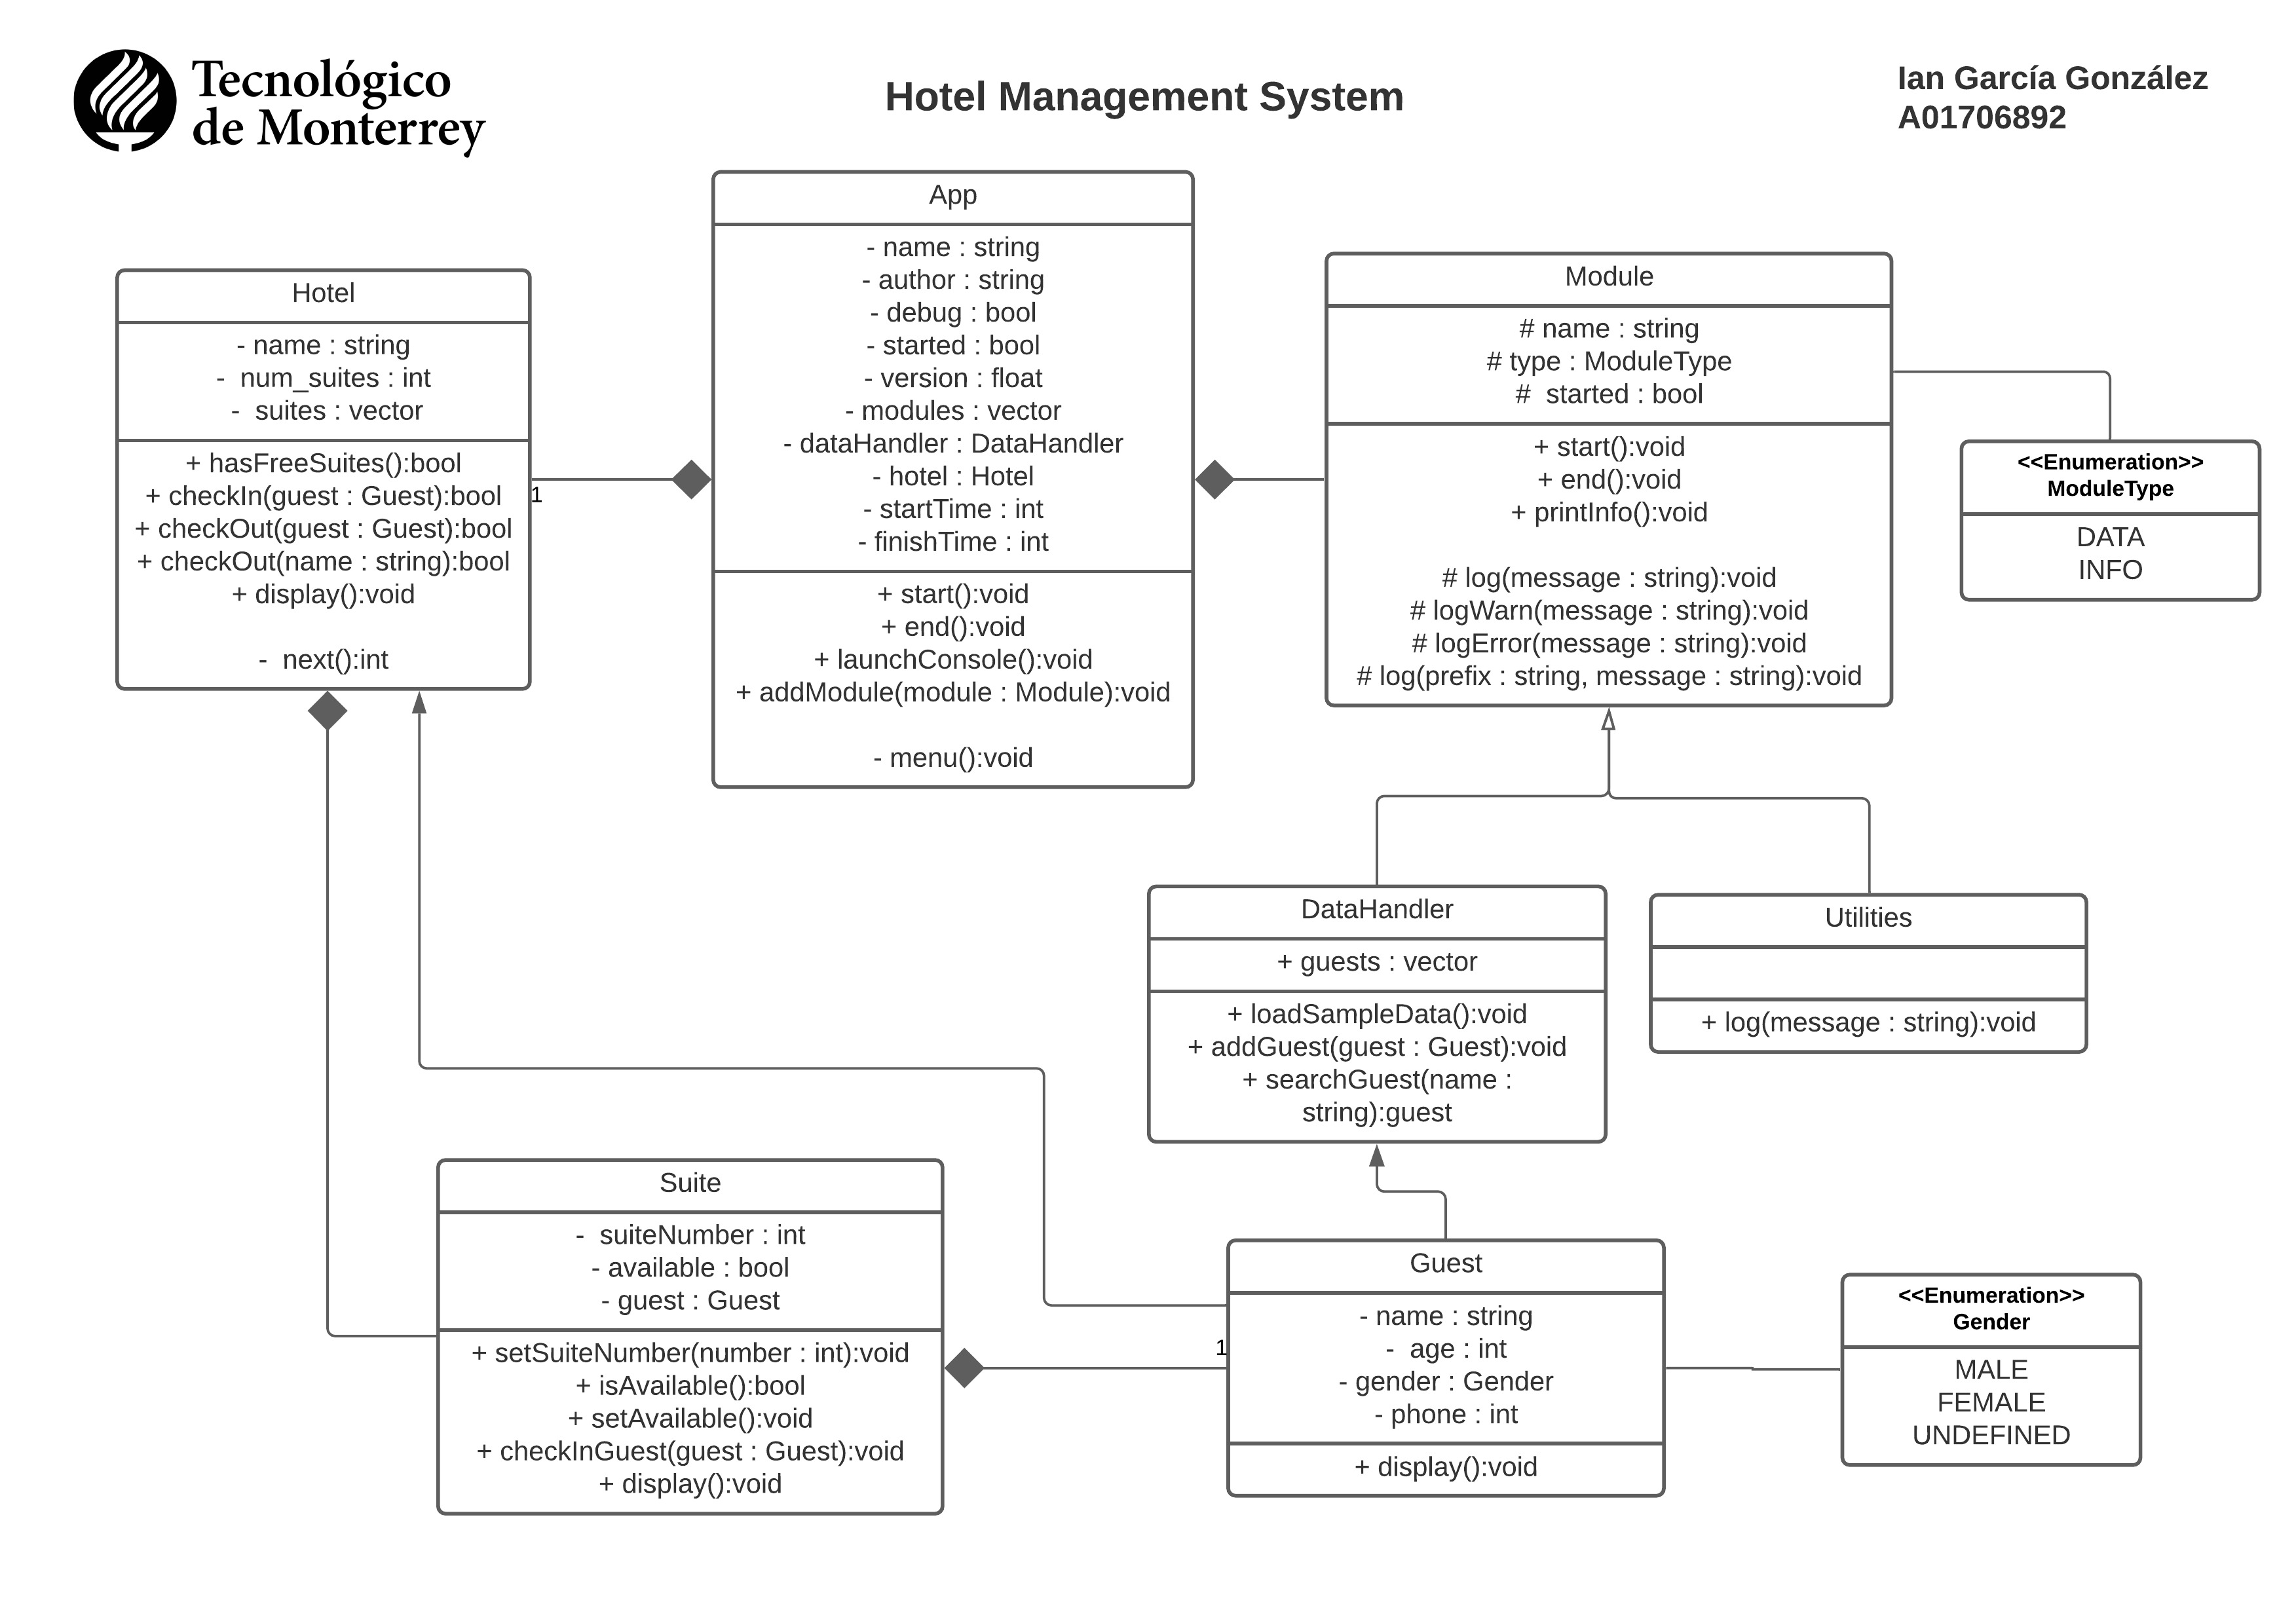 Tecnológico
de Monterrey
Hotel Management System
Ian García González
A01706892
App
- name : string
- author : string
- debug : bool
- started : bool
- version : float
- modules : vector
- dataHandler : DataHandler
- hotel : Hotel
- startTime : int
- finishTime : int
+ start():void
+ end():void
+ launchConsole():void
+ addModule(module : Module):void
- menu():void
Hotel
- name : string
-  num_suites : int
-  suites : vector
+ hasFreeSuites():bool
+ checkIn(guest : Guest):bool
+ checkOut(guest : Guest):bool
+ checkOut(name : string):bool
+ display():void
-  next():int
1
Module
# name : string
# type : ModuleType
#  started : bool
+ start():void
+ end():void
+ printInfo():void
# log(message : string):void
# logWarn(message : string):void
# logError(message : string):void
# log(prefix : string, message : string):void
<<Enumeration>>
ModuleType
DATA
INFO
DataHandler
+ guests : vector
+ loadSampleData():void
+ addGuest(guest : Guest):void
+ searchGuest(name :
string):guest
Utilities
+ log(message : string):void
Suite
-  suiteNumber : int
- available : bool
- guest : Guest
+ setSuiteNumber(number : int):void
+ isAvailable():bool
+ setAvailable():void
+ checkInGuest(guest : Guest):void
+ display():void
1
Guest
- name : string
-  age : int
- gender : Gender
- phone : int
+ display():void
<<Enumeration>>
Gender
MALE
FEMALE
UNDEFINED